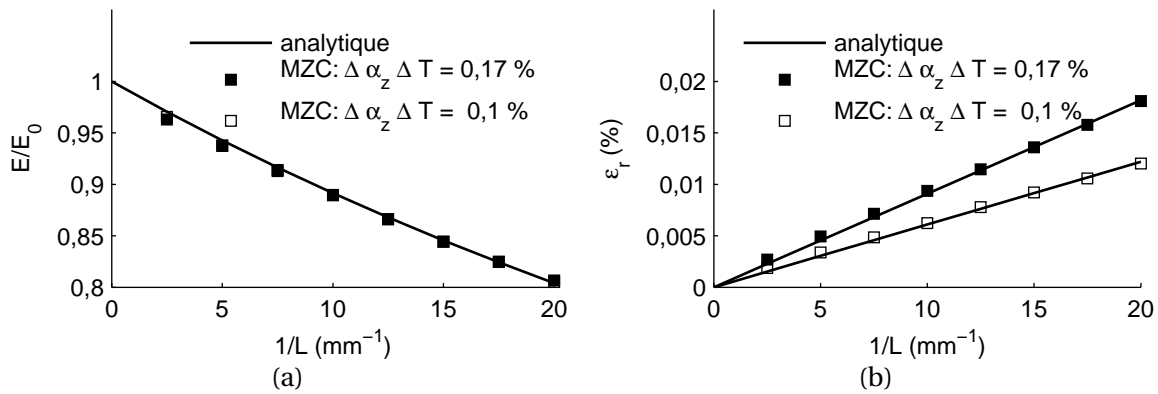 analytique
MZC: Δ α_z Δ T = 0,17 %
MZC: Δ α_z Δ T = 0,1 %
1
0,95
0,9
0,85
0,8
E/E_0
0 5 10 15 20
1/L (mm⁻¹)
(a)
analytique
MZC: Δ α_z Δ T = 0,17 %
MZC: Δ α_z Δ T = 0,1 %
0,02
0,015
0,01
0,005
0
ε_r (%)
0 5 10 15 20
1/L (mm⁻¹)
(b)